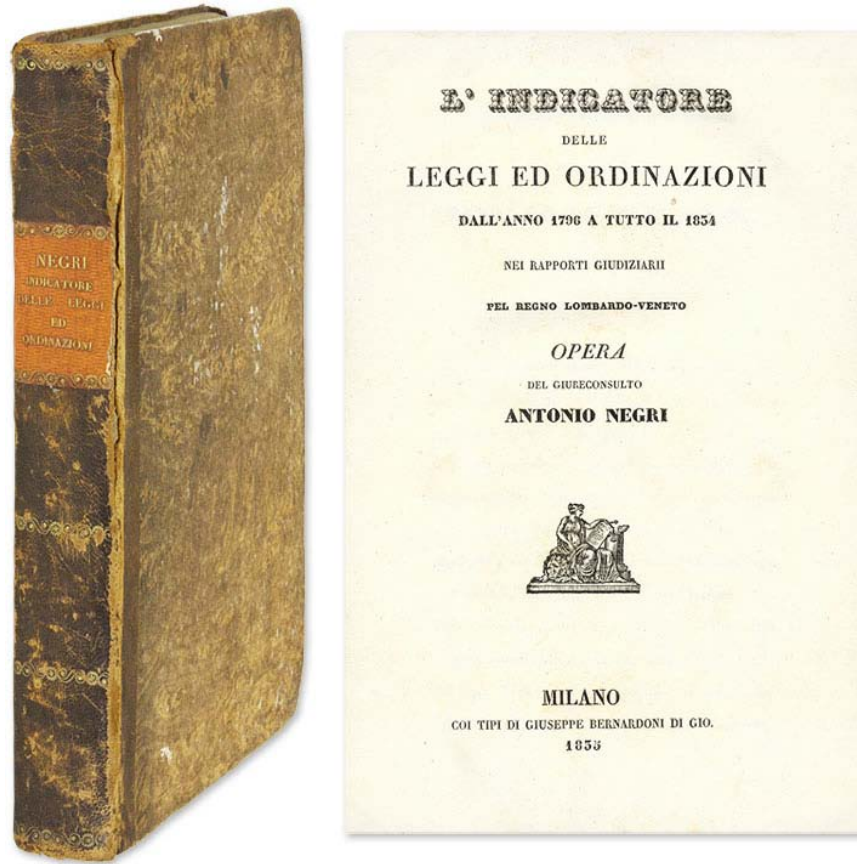 NEGRI
INDICATORE
DELLE LEGGI
ED
ORDINAZIONI
L' INDICATORE
DELLE
LEGGI ED ORDINAZIONI
DALL'ANNO 1796 A TUTTO IL 1834
NEI RAPPORTI GIUDIZIARII
PEL REGNO LOMBARDO-VENETO
OPERA
DEL GIURECONSULTO
ANTONIO NEGRI
MILANO
COI TIPI DI GIUSEPPE BERNARDONI DI GIO.
1835